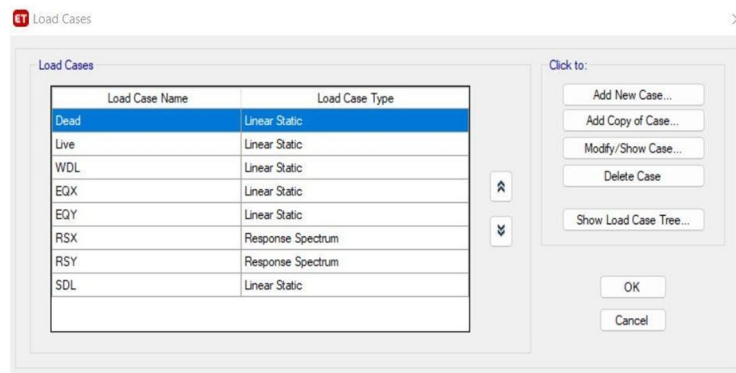 ET Load Cases
Load Cases
Load Case Name Load Case Type
Dead Linear Static
Live Linear Static
WDL Linear Static
EQX Linear Static
EQY Linear Static
RSX Response Spectrum
RSY Response Spectrum
SDL Linear Static
Click to:
Add New Case...
Add Copy of Case...
Modify/Show Case...
Delete Case
Show Load Case Tree...
OK
Cancel